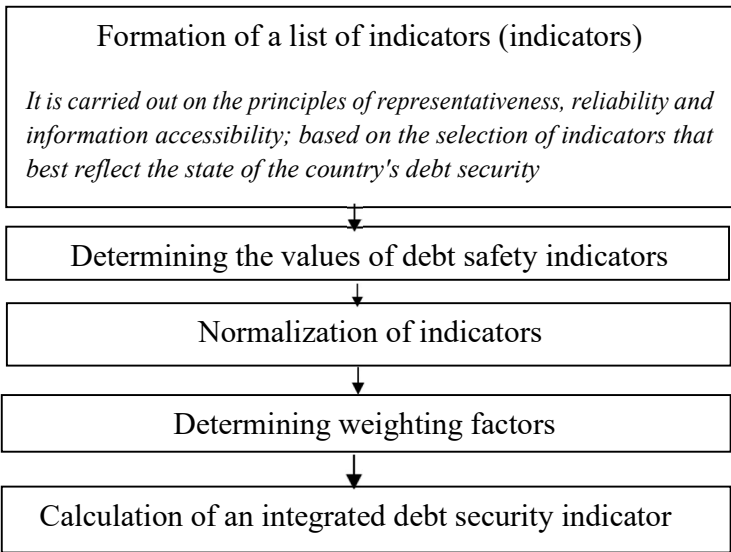 Formation of a list of indicators (indicators)
It is carried out on the principles of representativeness, reliability and
information accessibility; based on the selection of indicators that
best reflect the state of the country's debt security
Determining the values of debt safety indicators
Normalization of indicators
Determining weighting factors
Calculation of an integrated debt security indicator